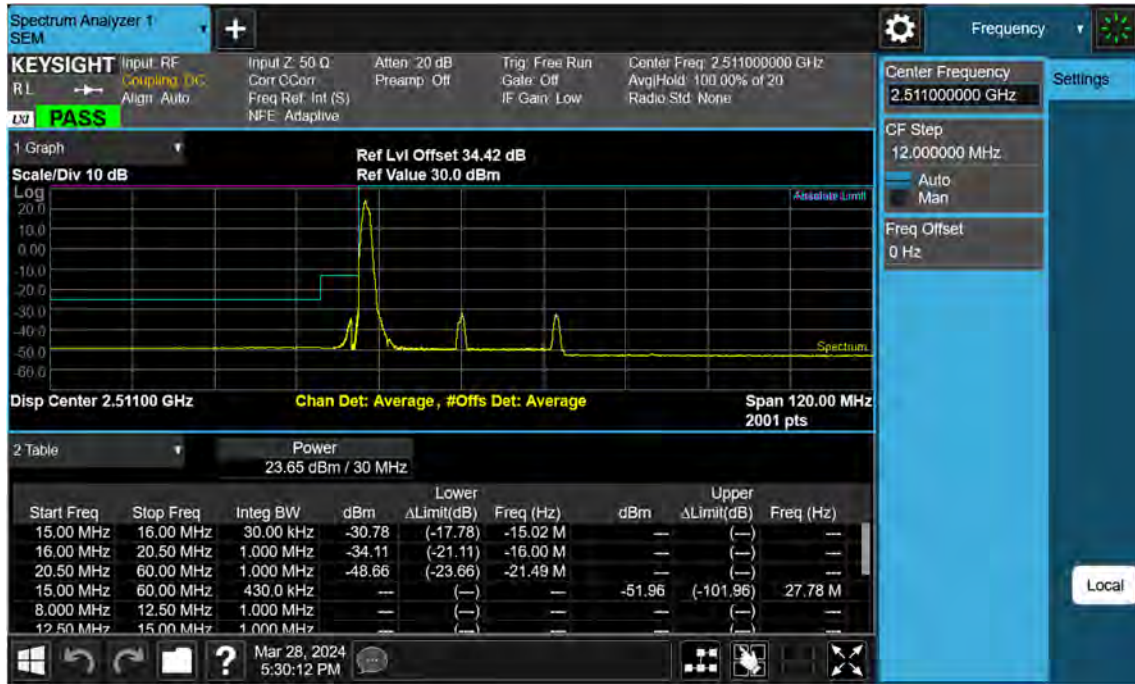 Spectrum Analyzer 1
SEM
+
Frequency
KEYSIGHT
RL
LXI
PASS
Input: RF
Coupling: DC
Align: Auto
Input Z: 50 Ω
Corr CCorr
Freq Ref: Int (S)
NFE: Adaptive
Atten: 20 dB
Preamp: Off
Trig: Free Run
Gate: Off
IF Gain: Low
Center Freq: 2.511000000 GHz
Avg|Hold: 100.00% of 20
Radio Std: None
Center Frequency
2.511000000 GHz
Settings
CF Step
12.000000 MHz
Auto
Man
Freq Offset
0 Hz
Local
1 Graph
Scale/Div 10 dB
Ref Lvl Offset 34.42 dB
Ref Value 30.0 dBm
Log
Absolute Limit
20.0
10.0
0.00
-10.0
-20.0
-30.0
-40.0
-50.0
-60.0
Spectrum
Disp Center 2.51100 GHz
Chan Det: Average, #Offs Det: Average
Span 120.00 MHz
2001 pts
2 Table
Power
23.65 dBm / 30 MHz
Lower Upper
Start Freq Stop Freq Integ BW dBm ΔLimit(dB) Freq (Hz) dBm ΔLimit(dB) Freq (Hz)
15.00 MHz 16.00 MHz 30.00 kHz -30.78 (-17.78) -15.02 M --- (---) ---
16.00 MHz 20.50 MHz 1.000 MHz -34.11 (-21.11) -16.00 M --- (---) ---
20.50 MHz 60.00 MHz 1.000 MHz -48.66 (-23.66) -21.49 M --- (---) ---
15.00 MHz 60.00 MHz 430.0 kHz --- (---) --- -51.96 (-101.96) 27.78 M
8.000 MHz 12.50 MHz 1.000 MHz --- (---) --- --- (---) ---
12.50 MHz 15.00 MHz 1.000 MHz --- (---) --- --- (---) ---
?
Mar 28, 2024
5:30:12 PM